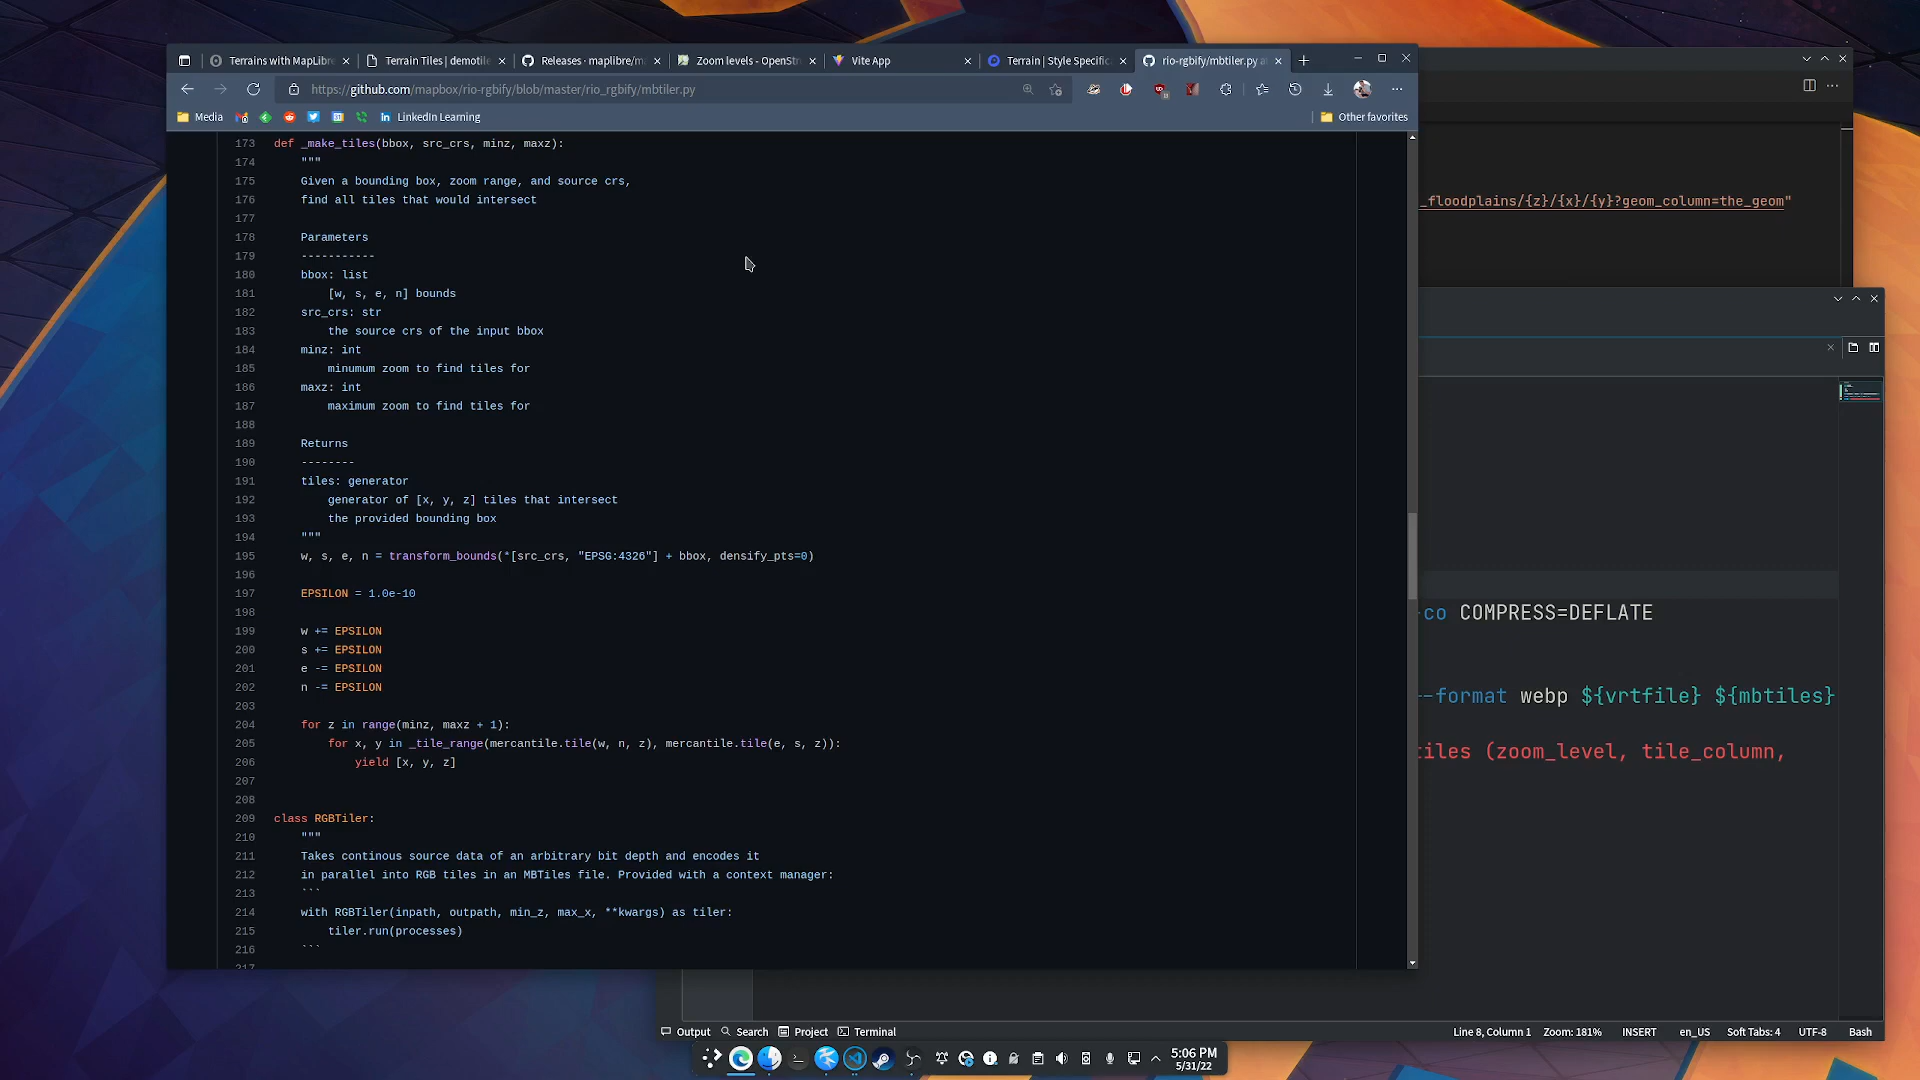 Terrains with MapLibre
Terrain Tiles | demotile
Releases · maplibre/m
Zoom levels - OpenStr
Vite App
Terrain | Style Specific
rio-rgbify/mbtiler.py at
https://github.com/mapbox/rio-rgbify/blob/master/rio_rgbify/mbtiler.py
Media
LinkedIn Learning
Other favorites
173 def _make_tiles(bbox, src_crs, minz, maxz):
174 """
175 Given a bounding box, zoom range, and source crs,
176 find all tiles that would intersect
177
178 Parameters
179 -----------
180 bbox: list
181 [w, s, e, n] bounds
182 src_crs: str
183 the source crs of the input bbox
184 minz: int
185 minumum zoom to find tiles for
186 maxz: int
187 maximum zoom to find tiles for
188
189 Returns
190 --------
191 tiles: generator
192 generator of [x, y, z] tiles that intersect
193 the provided bounding box
194 """
195 w, s, e, n = transform_bounds(*[src_crs, "EPSG:4326"] + bbox, densify_pts=0)
196
197 EPSILON = 1.0e-10
198
199 w += EPSILON
200 s += EPSILON
201 e -= EPSILON
202 n -= EPSILON
203
204 for z in range(minz, maxz + 1):
205 for x, y in _tile_range(mercantile.tile(w, n, z), mercantile.tile(e, s, z)):
206 yield [x, y, z]
207
208
209 class RGBTiler:
210 """
211 Takes continous source data of an arbitrary bit depth and encodes it
212 in parallel into RGB tiles in an MBTiles file. Provided with a context manager:
213 ```
214 with RGBTiler(inpath, outpath, min_z, max_x, **kwargs) as tiler:
215 tiler.run(processes)
216 ```
217
_floodplains/{z}/{x}/{y}?geom_column=the_geom"
-co COMPRESS=DEFLATE
--format webp ${vrtfile} ${mbtiles}
tiles (zoom_level, tile_column,
Output
Search
Project
Terminal
Line 8, Column 1
Zoom: 181%
INSERT
en_US
Soft Tabs: 4
UTF-8
Bash
5:06 PM
5/31/22